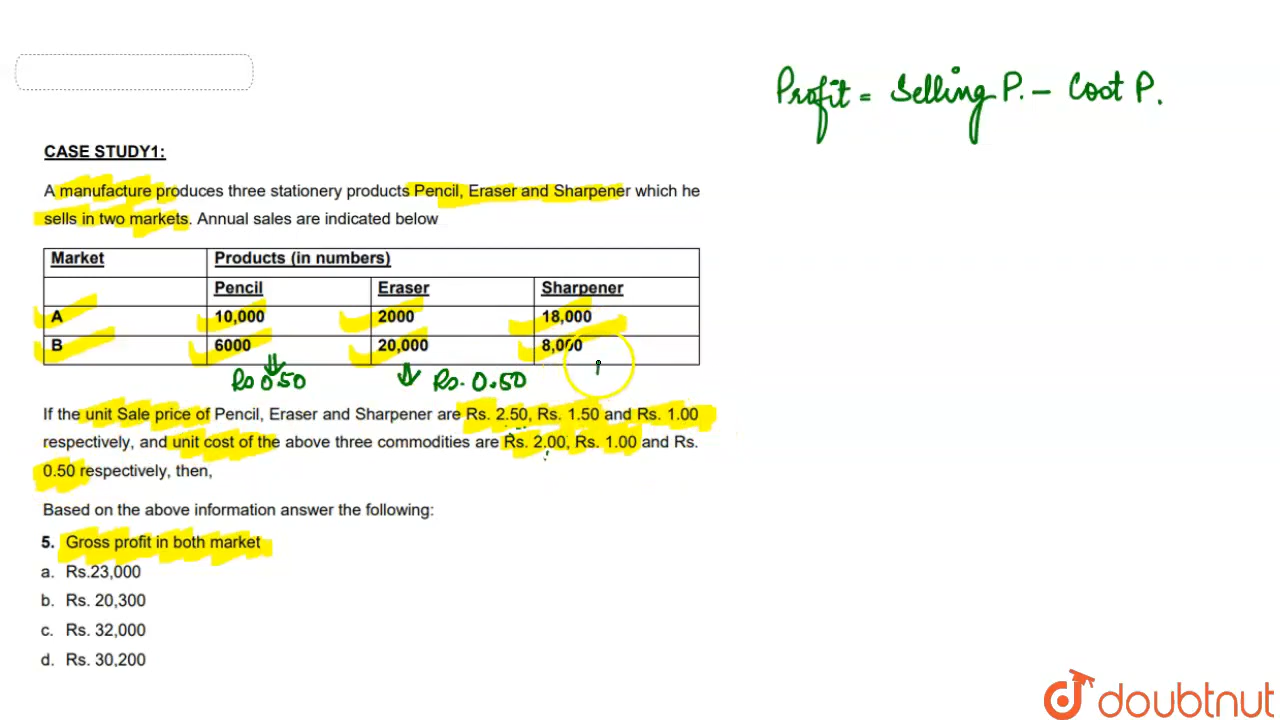 Profit = Selling P. - Cost P.
CASE STUDY1:
A manufacture produces three stationery products Pencil, Eraser and Sharpener which he
sells in two markets. Annual sales are indicated below
Market Products (in numbers)
Pencil Eraser Sharpener
A 10,000 2000 18,000
B 6000 20,000 8,000
Rs 0.50 Rs. 0.50
If the unit Sale price of Pencil, Eraser and Sharpener are Rs. 2.50, Rs. 1.50 and Rs. 1.00
respectively, and unit cost of the above three commodities are Rs. 2.00, Rs. 1.00 and Rs.
0.50 respectively, then,
Based on the above information answer the following:
5. Gross profit in both market
a. Rs.23,000
b. Rs. 20,300
c. Rs. 32,000
d. Rs. 30,200
doubtnut